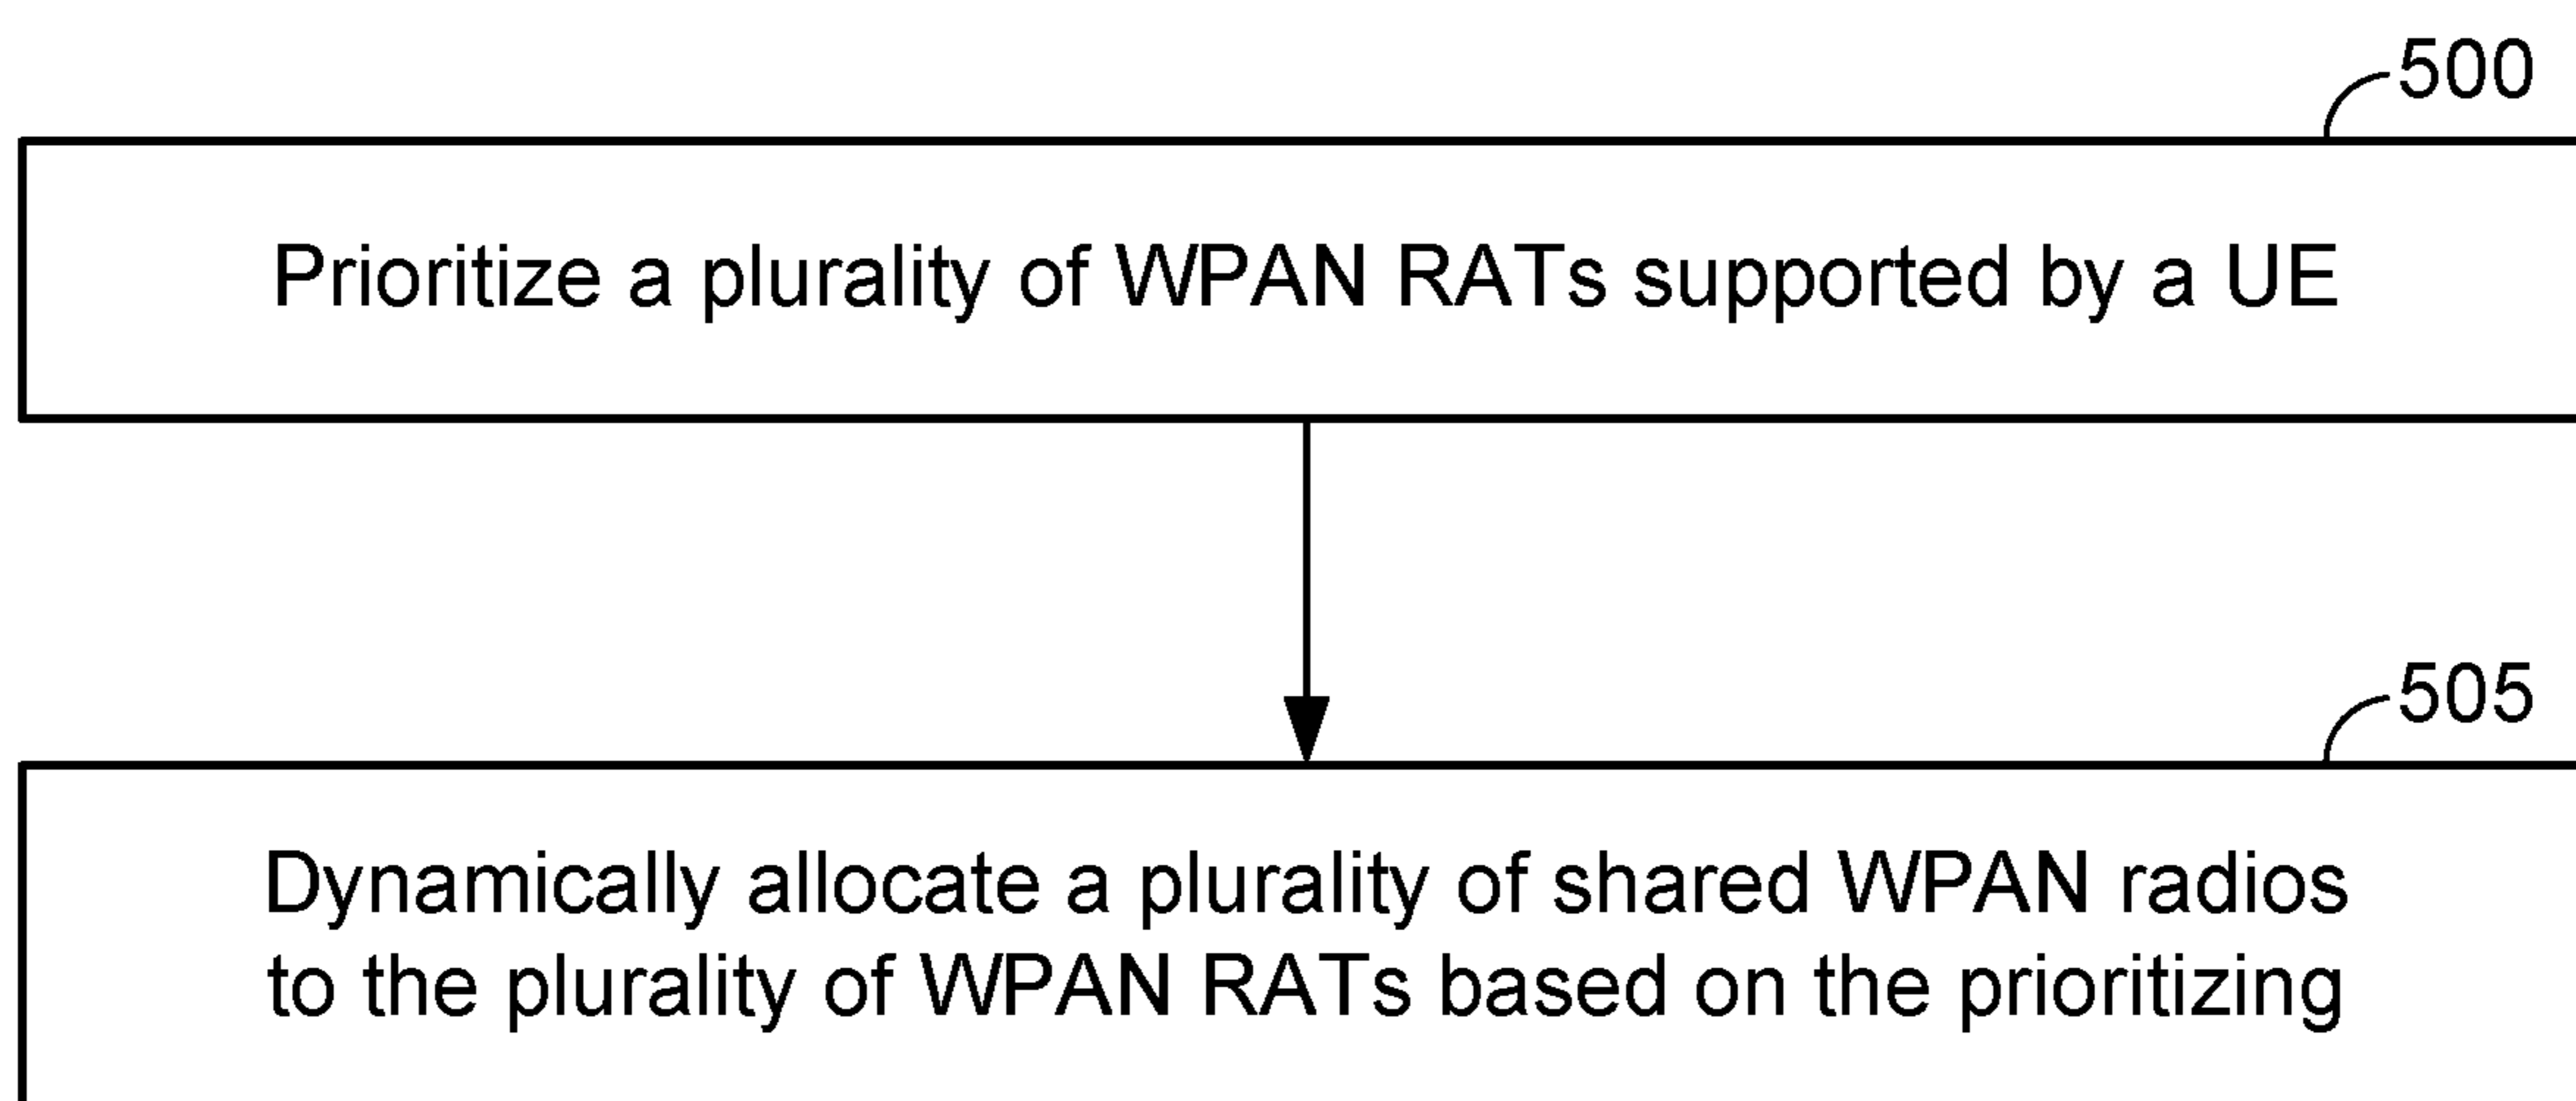 500
Prioritize a plurality of WPAN RATs supported by a UE
505
Dynamically allocate a plurality of shared WPAN radios
to the plurality of WPAN RATs based on the prioritizing